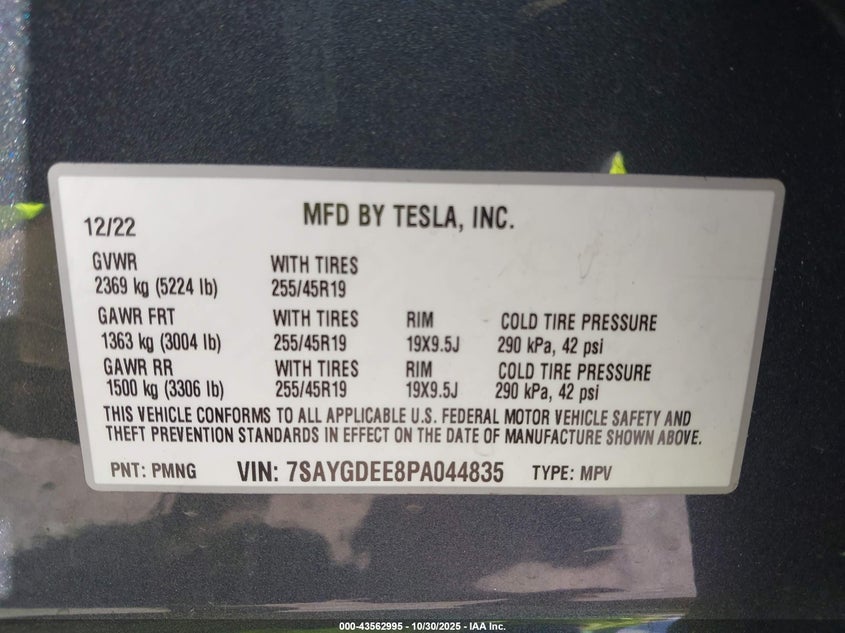 MFD BY TESLA, INC.
12/22
GVWR WITH TIRES
2369 kg (5224 lb) 255/45R19
GAWR FRT WITH TIRES RIM COLD TIRE PRESSURE
1363 kg (3004 lb) 255/45R19 19X9.5J 290 kPa, 42 psi
GAWR RR WITH TIRES RIM COLD TIRE PRESSURE
1500 kg (3306 lb) 255/45R19 19X9.5J 290 kPa, 42 psi
THIS VEHICLE CONFORMS TO ALL APPLICABLE U.S. FEDERAL MOTOR VEHICLE SAFETY AND
THEFT PREVENTION STANDARDS IN EFFECT ON THE DATE OF MANUFACTURE SHOWN ABOVE.
PNT: PMNG VIN: 7SAYGDEE8PA044835 TYPE: MPV
000-43562995 - 10/30/2025 - IAA Inc.